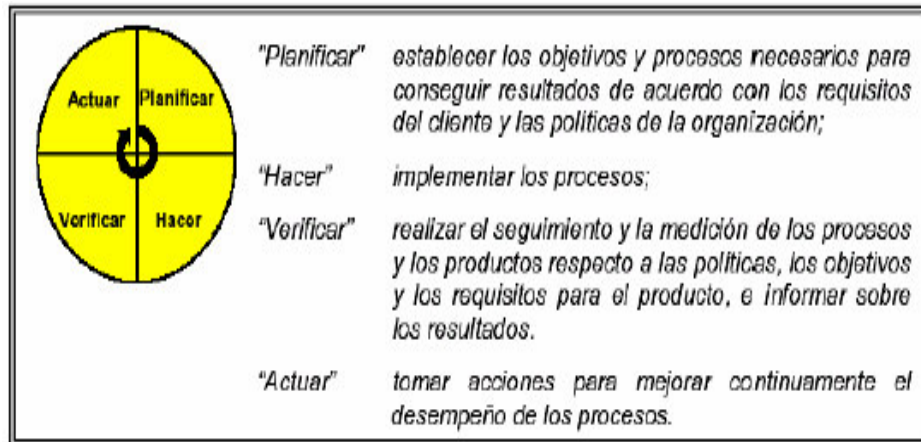 Actuar Planificar
Verificar Hacer
"Planificar" establecer los objetivos y procesos necesarios para
conseguir resultados de acuerdo con los requisitos
del cliente y las políticas de la organización;
"Hacer" implementar los procesos;
"Verificar" realizar el seguimiento y la medición de los procesos
y los productos respecto a las políticas, los objetivos
y los requisitos para el producto, e informar sobre
los resultados.
"Actuar" tomar acciones para mejorar continuamente el
desempeño de los procesos.